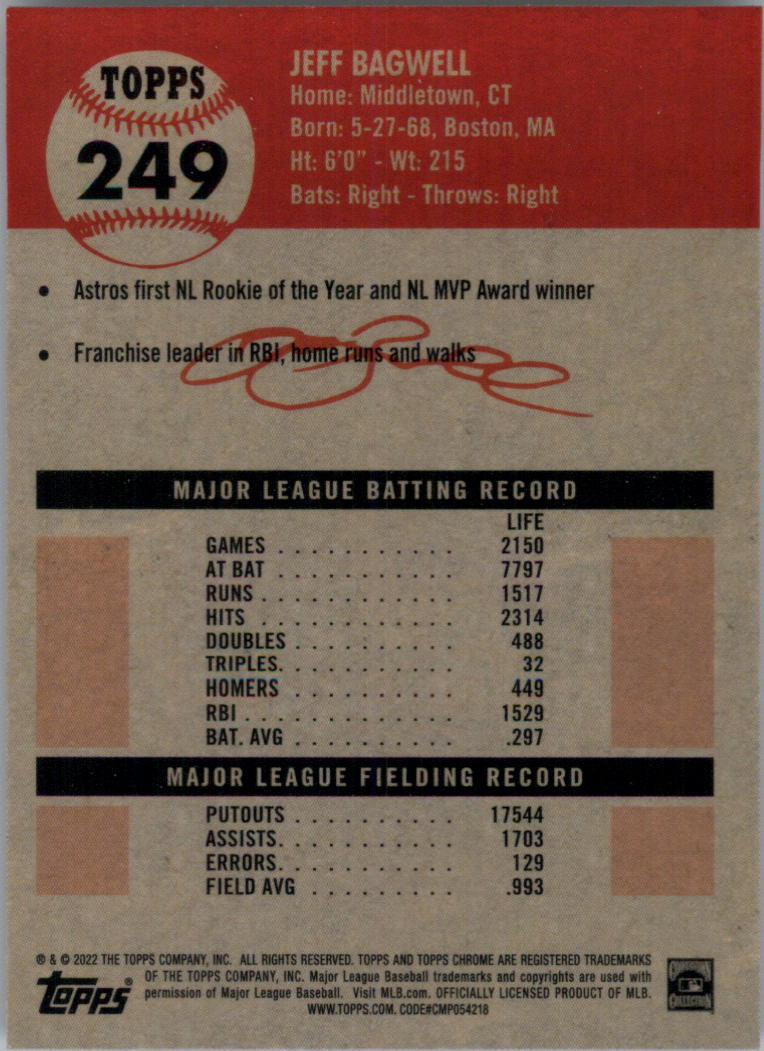 TOPPS
249
JEFF BAGWELL
Home: Middletown, CT
Born: 5-27-68, Boston, MA
Ht: 6'0" - Wt: 215
Bats: Right - Throws: Right
• Astros first NL Rookie of the Year and NL MVP Award winner
• Franchise leader in RBI, home runs and walks
MAJOR LEAGUE BATTING RECORD
LIFE
GAMES . . . . . . . . . . . 2150
AT BAT . . . . . . . . . . . 7797
RUNS . . . . . . . . . . . . 1517
HITS . . . . . . . . . . . . 2314
DOUBLES . . . . . . . . . . 488
TRIPLES. . . . . . . . . . . 32
HOMERS . . . . . . . . . . 449
RBI . . . . . . . . . . . . . 1529
BAT. AVG . . . . . . . . . . .297
MAJOR LEAGUE FIELDING RECORD
PUTOUTS . . . . . . . . . . 17544
ASSISTS. . . . . . . . . . . 1703
ERRORS. . . . . . . . . . . 129
FIELD AVG . . . . . . . . . .993
® & © 2022 THE TOPPS COMPANY, INC. ALL RIGHTS RESERVED. TOPPS AND TOPPS CHROME ARE REGISTERED TRADEMARKS
OF THE TOPPS COMPANY, INC. Major League Baseball trademarks and copyrights are used with
permission of Major League Baseball. Visit MLB.com. OFFICIALLY LICENSED PRODUCT OF MLB.
WWW.TOPPS.COM. CODE#CMP054218
topps®
COOPERSTOWN
COLLECTION